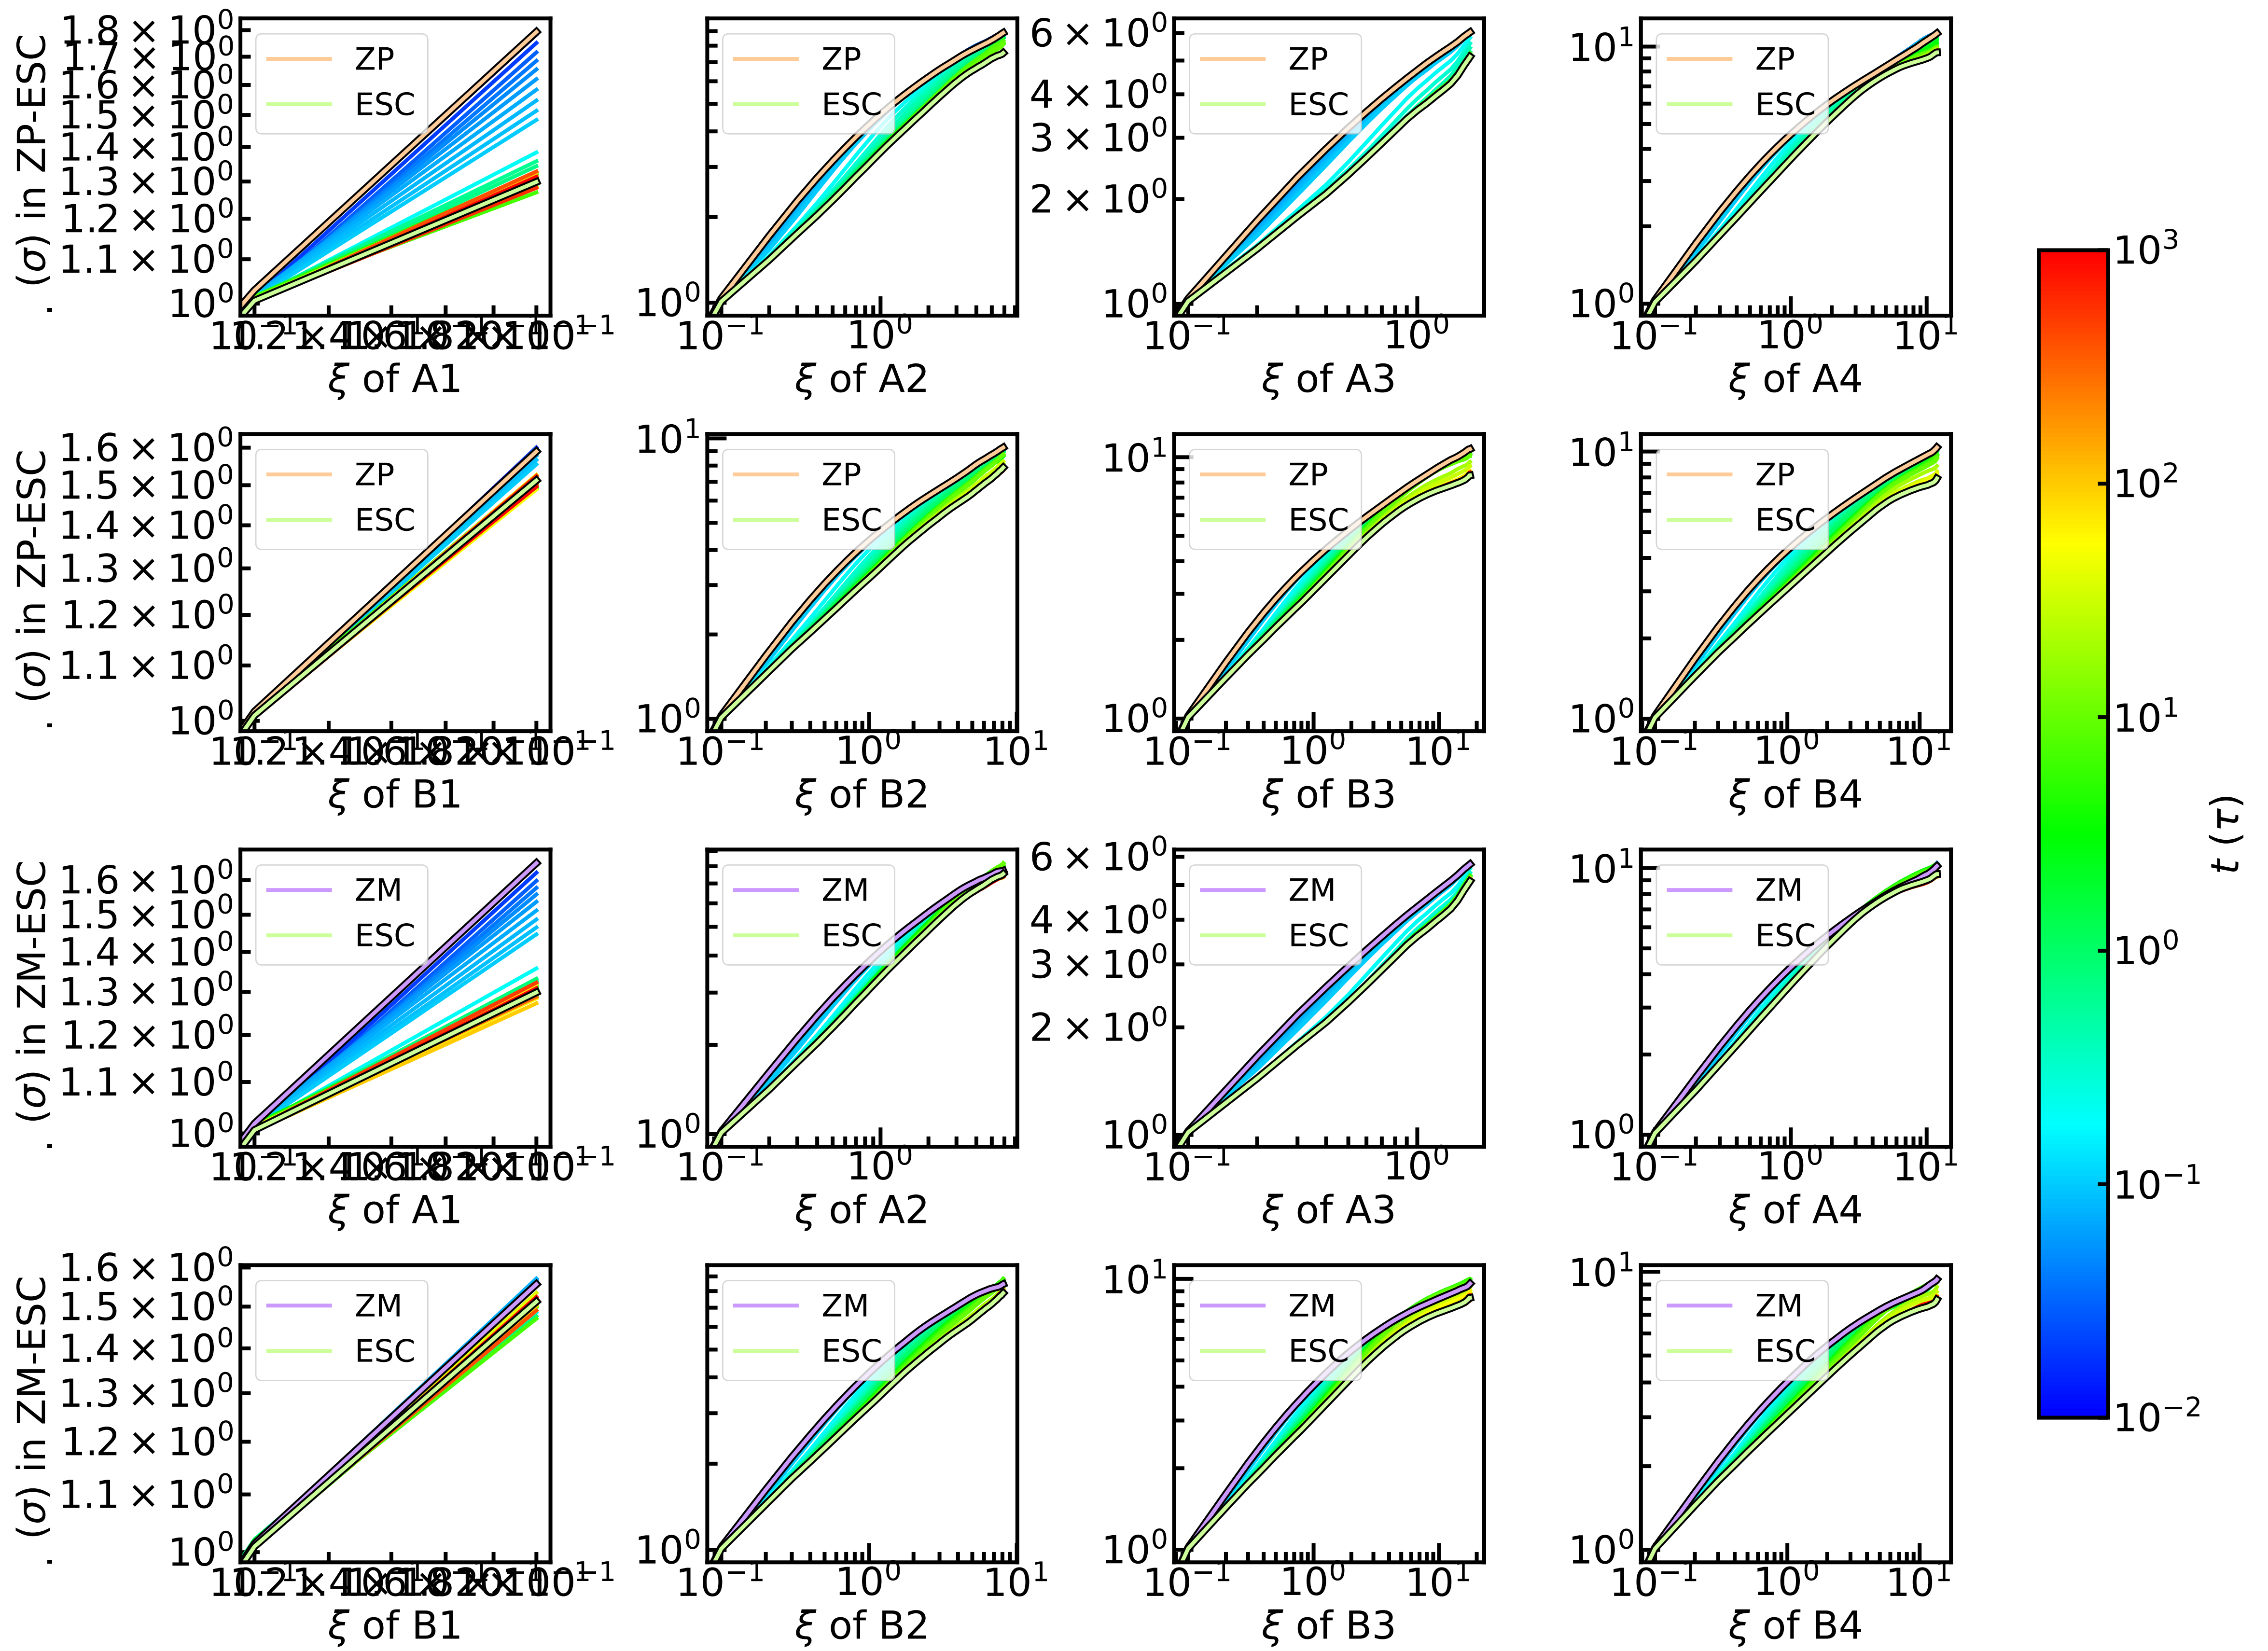 . (σ) in ZP-ESC
1.8 × 10⁰
1.7 × 10⁰
1.6 × 10⁰
1.5 × 10⁰
1.4 × 10⁰
1.3 × 10⁰
1.2 × 10⁰
1.1 × 10⁰
10⁰
ZP
ESC
ξ of A1
10⁰
ZP
ESC
10⁻¹ 10⁰
ξ of A2
6 × 10⁰
4 × 10⁰
3 × 10⁰
2 × 10⁰
10⁰
ZP
ESC
10⁻¹ 10⁰
ξ of A3
10¹
10⁰
ZP
ESC
10⁻¹ 10⁰ 10¹
ξ of A4
. (σ) in ZP-ESC
1.6 × 10⁰
1.5 × 10⁰
1.4 × 10⁰
1.3 × 10⁰
1.2 × 10⁰
1.1 × 10⁰
10⁰
ZP
ESC
ξ of B1
10¹
10⁰
ZP
ESC
10⁻¹ 10⁰ 10¹
ξ of B2
10¹
10⁰
ZP
ESC
10⁻¹ 10⁰ 10¹
ξ of B3
10¹
10⁰
ZP
ESC
10⁻¹ 10⁰ 10¹
ξ of B4
. (σ) in ZM-ESC
1.6 × 10⁰
1.5 × 10⁰
1.4 × 10⁰
1.3 × 10⁰
1.2 × 10⁰
1.1 × 10⁰
10⁰
ZM
ESC
ξ of A1
10⁰
ZM
ESC
10⁻¹ 10⁰
ξ of A2
6 × 10⁰
4 × 10⁰
3 × 10⁰
2 × 10⁰
10⁰
ZM
ESC
10⁻¹ 10⁰
ξ of A3
10¹
10⁰
ZM
ESC
10⁻¹ 10⁰ 10¹
ξ of A4
. (σ) in ZM-ESC
1.6 × 10⁰
1.5 × 10⁰
1.4 × 10⁰
1.3 × 10⁰
1.2 × 10⁰
1.1 × 10⁰
10⁰
ZM
ESC
ξ of B1
10⁰
ZM
ESC
10⁻¹ 10⁰ 10¹
ξ of B2
10¹
10⁰
ZM
ESC
10⁻¹ 10⁰ 10¹
ξ of B3
10¹
10⁰
ZM
ESC
10⁻¹ 10⁰ 10¹
ξ of B4
10³
10²
10¹
10⁰
10⁻¹
10⁻²
t (τ)